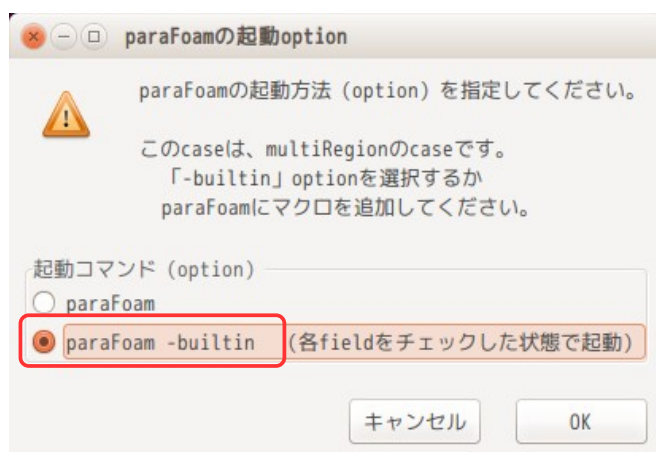 paraFoamの起動option
paraFoamの起動方法（option）を指定してください。
このcaseは、multiRegionのcaseです。
「-builtin」optionを選択するか
paraFoamにマクロを追加してください。
起動コマンド（option）
paraFoam
paraFoam -builtin (各fieldをチェックした状態で起動)
キャンセル
OK